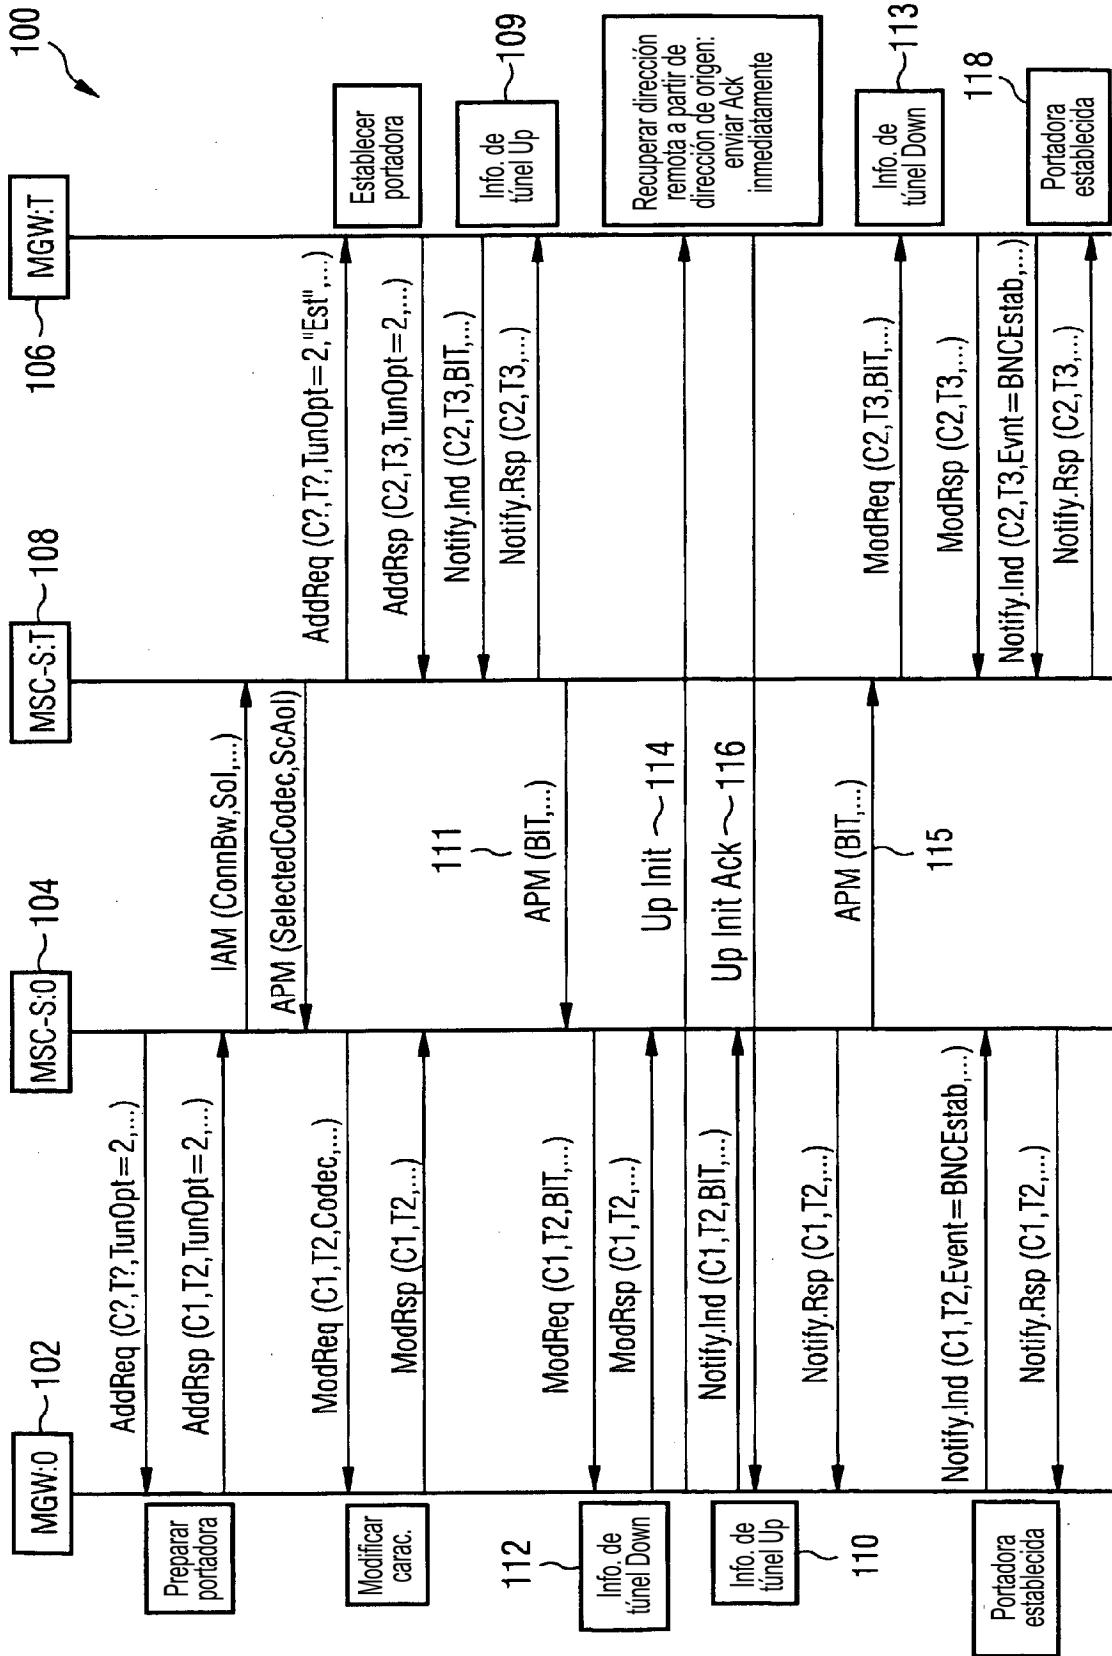 100
MGW:0
102
MSC-S:0
104
MSC-S:T
108
MGW:T
106
AddReq (C?,T?,TunOpt=2,...)
Preparar
portadora
AddRsp (C1,T2,TunOpt=2,...)
IAM (ConnBw,Sol,...)
APM (SelectedCodec,ScAol)
AddReq (C?,T?,TunOpt=2,"Est",...)
Establecer
portadora
ModReq (C1,T2,Codec,...)
Modificar
carac.
ModRsp (C1,T2,...)
AddRsp (C2,T3,TunOpt=2,...)
Notify.Ind (C2,T3,BIT,...)
Info. de
túnel Up
109
Notify.Rsp (C2,T3,...)
111
APM (BIT,...)
ModReq (C1,T2,BIT,...)
112
Info. de
túnel Down
ModRsp (C1,T2,...)
Up Init
114
Recuperar dirección
remota a partir de
dirección de origen:
enviar Ack
inmediatamente
Notify.Ind (C1,T2,BIT,...)
Up Init Ack
116
Info. de
túnel Up
110
Notify.Rsp (C1,T2,...)
APM (BIT,...)
115
ModReq (C2,T3,BIT,...)
Info. de
túnel Down
113
ModRsp (C2,T3,...)
Notify.Ind (C1,T2,Event=BNCEstab,...)
Notify.Ind (C2,T3,Evnt=BNCEstab,...)
Portadora
establecida
Notify.Rsp (C1,T2,...)
Notify.Rsp (C2,T3,...)
118
Portadora
establecida